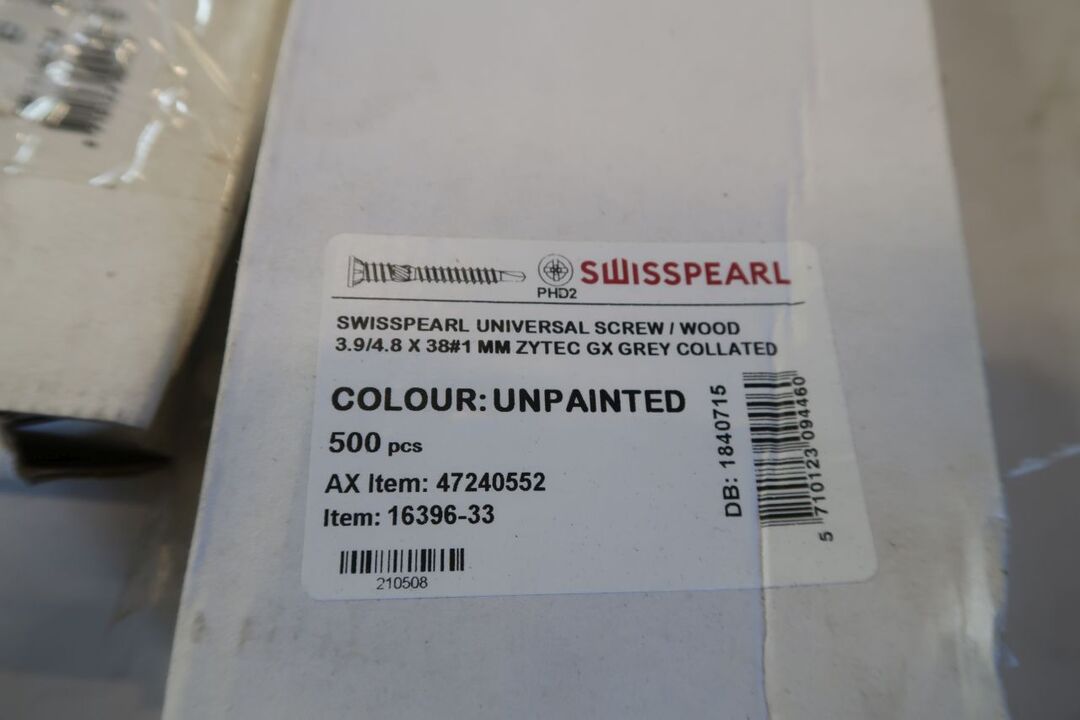 SWISSPEARL
PHD2
SWISSPEARL UNIVERSAL SCREW / WOOD
3.9/4.8 X 38#1 MM ZYTEC GX GREY COLLATED
COLOUR: UNPAINTED
500 pcs
AX Item: 47240552
Item: 16396-33
210508
DB: 1840715
5 710123 094460